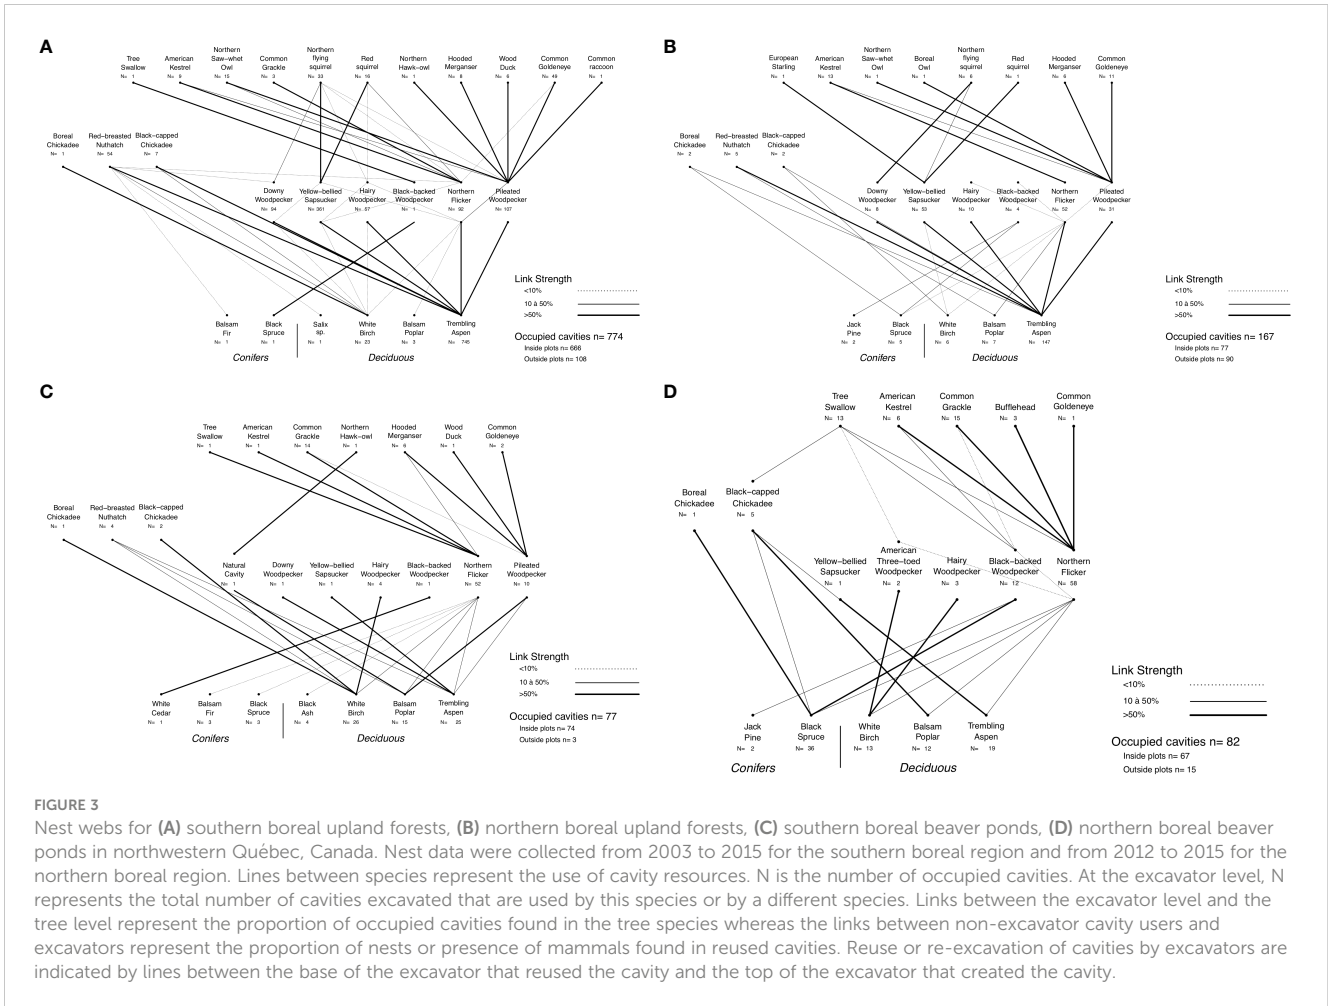 A
Tree
Swallow
N= 1
American
Kestrel
N= 9
Northern
Saw−whet
Owl
N= 15
Common
Grackle
N= 3
Northern
flying
squirrel
N= 33
Red
squirrel
N= 16
Northern
Hawk−owl
N= 1
Hooded
Merganser
N= 8
Wood
Duck
N= 6
Common
Goldeneye
N= 49
Common
raccoon
N= 1
Boreal
Chickadee
N= 1
Red−breasted
Nuthatch
N= 54
Black−capped
Chickadee
N= 7
Downy
Woodpecker
N= 94
Yellow−bellied
Sapsucker
N= 361
Hairy
Woodpecker
N= 67
Black−backed
Woodpecker
N= 1
Northern
Flicker
N= 92
Pileated
Woodpecker
N= 107
Balsam
Fir
N= 1
Black
Spruce
N= 1
Salix
sp.
N= 1
White
Birch
N= 23
Balsam
Poplar
N= 3
Trembling
Aspen
N= 745
Conifers
Deciduous
Link Strength
<10%
10 à 50%
>50%
Occupied cavities n= 774
Inside plots n= 666
Outside plots n= 108
B
European
Starling
N= 1
American
Kestrel
N= 13
Northern
Saw−whet
Owl
N= 1
Boreal
Owl
N= 1
Northern
flying
squirrel
N= 6
Red
squirrel
N= 1
Hooded
Merganser
N= 6
Common
Goldeneye
N= 11
Boreal
Chickadee
N= 2
Red−breasted
Nuthatch
N= 5
Black−capped
Chickadee
N= 2
Downy
Woodpecker
N= 8
Yellow−bellied
Sapsucker
N= 53
Hairy
Woodpecker
N= 10
Black−backed
Woodpecker
N= 4
Northern
Flicker
N= 52
Pileated
Woodpecker
N= 31
Jack
Pine
N= 2
Black
Spruce
N= 5
White
Birch
N= 6
Balsam
Poplar
N= 7
Trembling
Aspen
N= 147
Conifers
Deciduous
Link Strength
<10%
10 à 50%
>50%
Occupied cavities n= 167
Inside plots n= 77
Outside plots n= 90
C
Tree
Swallow
N= 1
American
Kestrel
N= 1
Common
Grackle
N= 14
Northern
Hawk−owl
N= 1
Hooded
Merganser
N= 6
Wood
Duck
N= 1
Common
Goldeneye
N= 2
Boreal
Chickadee
N= 1
Red−breasted
Nuthatch
N= 4
Black−capped
Chickadee
N= 2
Natural
Cavity
N= 1
Downy
Woodpecker
N= 1
Yellow−bellied
Sapsucker
N= 1
Hairy
Woodpecker
N= 4
Black−backed
Woodpecker
N= 1
Northern
Flicker
N= 52
Pileated
Woodpecker
N= 10
White
Cedar
N= 1
Balsam
Fir
N= 3
Black
Spruce
N= 3
Black
Ash
N= 4
White
Birch
N= 26
Balsam
Poplar
N= 15
Trembling
Aspen
N= 25
Conifers
Deciduous
Link Strength
<10%
10 à 50%
>50%
Occupied cavities n= 77
Inside plots n= 74
Outside plots n= 3
D
Tree
Swallow
N= 13
American
Kestrel
N= 6
Common
Grackle
N= 15
Bufflehead
N= 3
Common
Goldeneye
N= 1
Boreal
Chickadee
N= 1
Black−capped
Chickadee
N= 5
Yellow−bellied
Sapsucker
N= 1
American
Three−toed
Woodpecker
N= 2
Hairy
Woodpecker
N= 3
Black−backed
Woodpecker
N= 12
Northern
Flicker
N= 58
Jack
Pine
N= 2
Black
Spruce
N= 36
White
Birch
N= 13
Balsam
Poplar
N= 12
Trembling
Aspen
N= 19
Conifers
Deciduous
Link Strength
<10%
10 à 50%
>50%
Occupied cavities n= 82
Inside plots n= 67
Outside plots n= 15
FIGURE 3
Nest webs for (A) southern boreal upland forests, (B) northern boreal upland forests, (C) southern boreal beaver ponds, (D) northern boreal beaver
ponds in northwestern Québec, Canada. Nest data were collected from 2003 to 2015 for the southern boreal region and from 2012 to 2015 for the
northern boreal region. Lines between species represent the use of cavity resources. N is the number of occupied cavities. At the excavator level, N
represents the total number of cavities excavated that are used by this species or by a different species. Links between the excavator level and the
tree level represent the proportion of occupied cavities found in the tree species whereas the links between non-excavator cavity users and
excavators represent the proportion of nests or presence of mammals found in reused cavities. Reuse or re-excavation of cavities by excavators are
indicated by lines between the base of the excavator that reused the cavity and the top of the excavator that created the cavity.